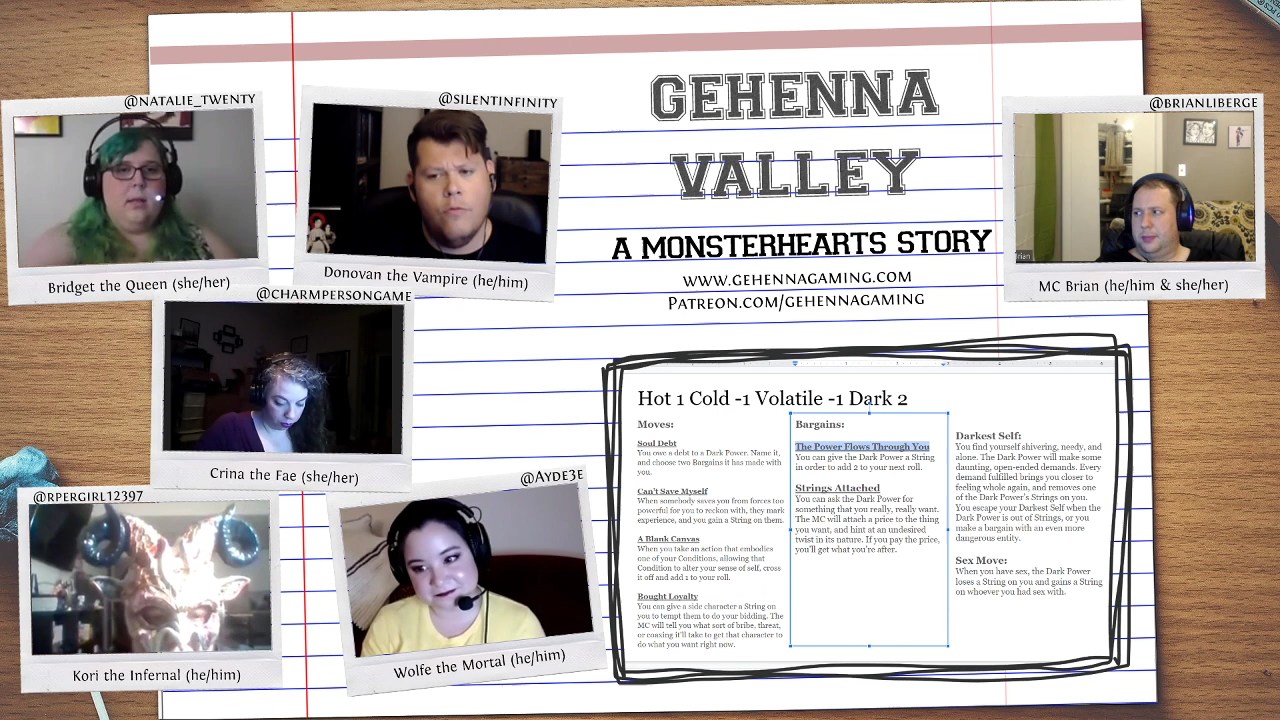 @NATALIE_TWENTY
Bridget the Queen (she/her)
@SILENTINFINITY
Donovan the Vampire (he/him)
GEHENNA
VALLEY
A MONSTERHEARTS STORY
WWW.GEHENNAGAMING.COM
PATREON.COM/GEHENNAGAMING
@BRIANLIBERGE
MC Brian (he/him & she/her)
@CHARMPERSONGAME
Crina the Fae (she/her)
@RPERGIRL12397
Kori the Infernal (he/him)
@AYDE3E
Wolfe the Mortal (he/him)
Hot 1 Cold -1 Volatile -1 Dark 2
Moves:
Soul Debt
You owe a debt to a Dark Power. Name it,
and choose two Bargains it has made with
you.
Can't Save Myself
When somebody saves you from forces too
powerful for you to reckon with, they mark
experience, and you gain a String on them.
A Blank Canvas
When you take an action that embodies
one of your Conditions, allowing that
Condition to alter your sense of self, cross
it off and add 1 to your roll.
Bought Loyalty
You can give a side character a String on
you to tempt them to do your bidding. The
MC will tell you what sort of bribe, threat,
or coaxing it'll take to get that character to
do what you want right now.
Bargains:
The Power Flows Through You
You can give the Dark Power a String
in order to add 2 to your next roll.
Strings Attached
You can ask the Dark Power for
something that you really, really want.
The MC will attach a price to the thing
you want, and hint at an undesired
twist in its nature. If you pay the price,
you'll get what you're after.
Darkest Self:
You find yourself shivering, needy, and
alone. The Dark Power will make some
daunting, open-ended demands. Every
demand fulfilled brings you closer to
feeling whole again, and removes one
of the Dark Power's Strings on you.
You escape your Darkest Self when the
Dark Power is out of Strings, or you
make a bargain with an even more
dangerous entity.
Sex Move:
When you have sex, the Dark Power
loses a String on you and gains a String
on whoever you had sex with.